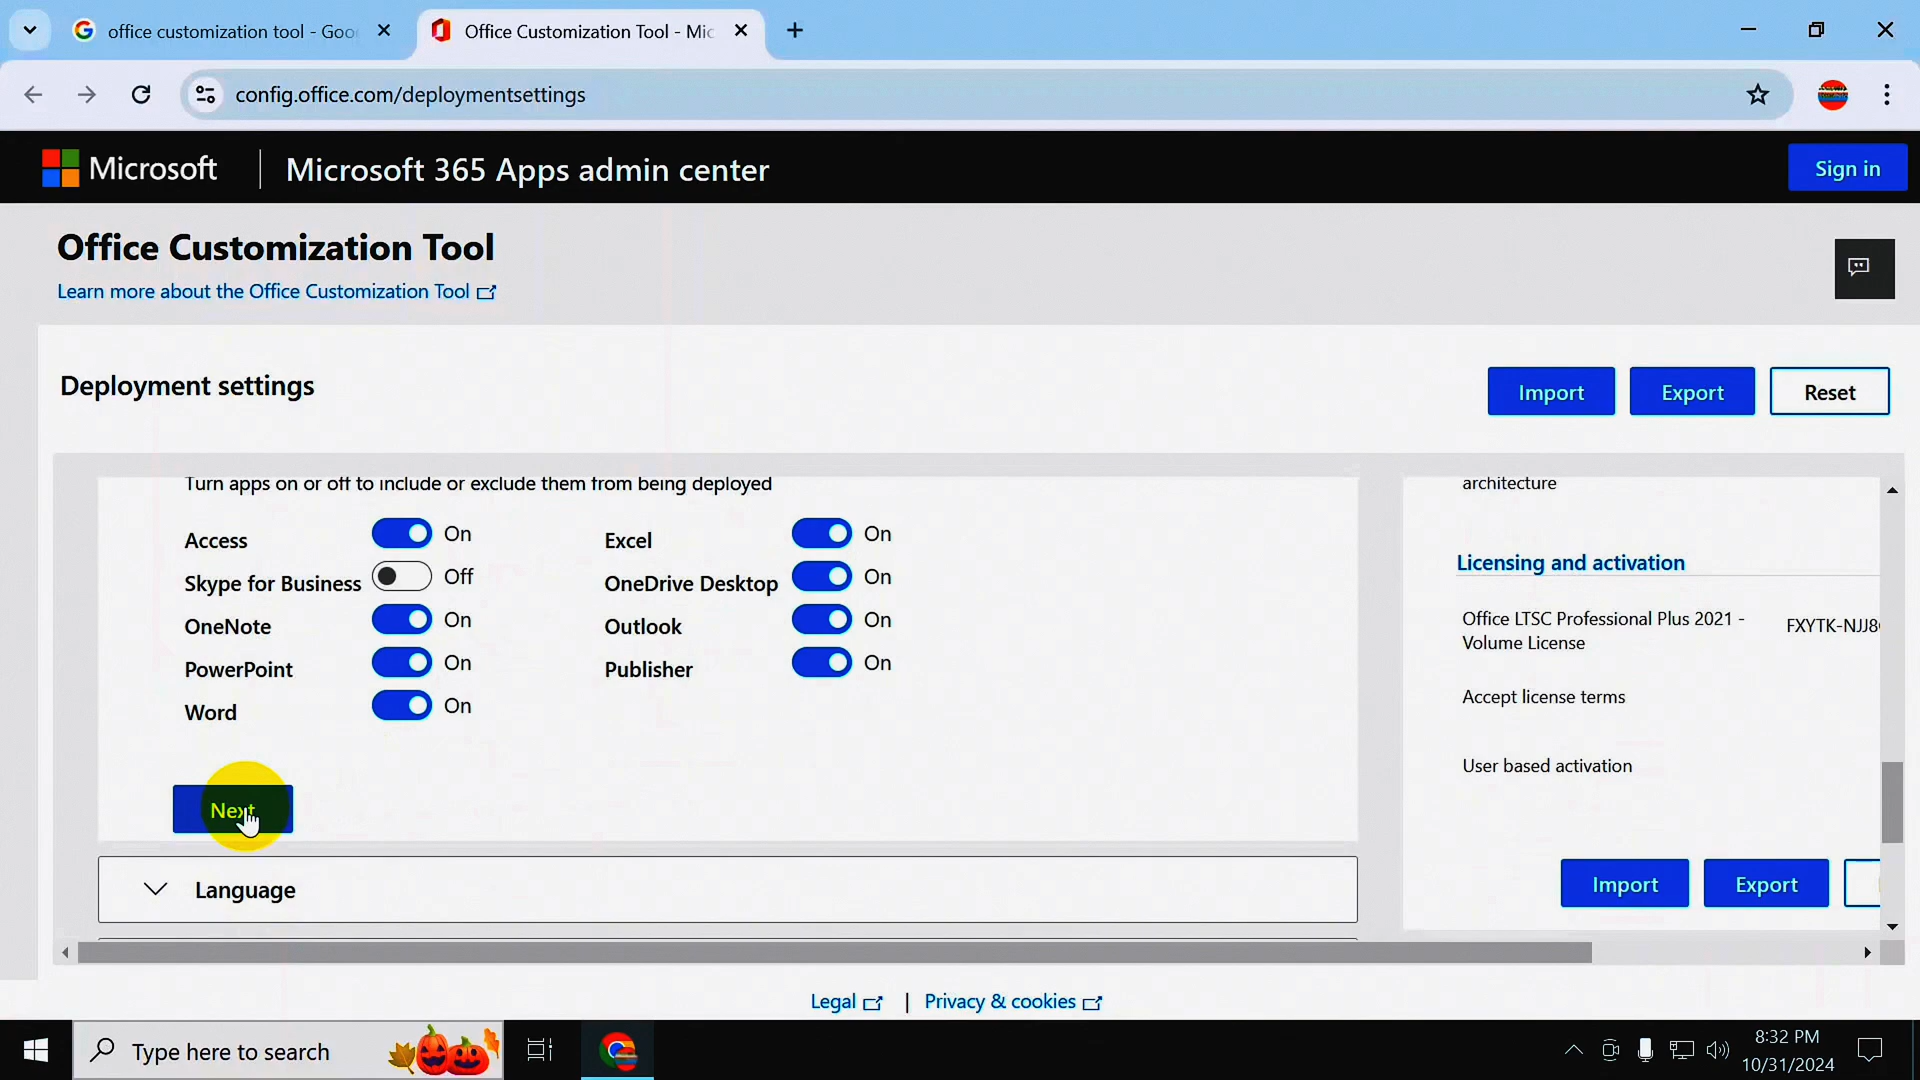 office customization tool - Goo
Office Customization Tool - Mic
config.office.com/deploymentsettings
Microsoft
Microsoft 365 Apps admin center
Sign in
Office Customization Tool
Learn more about the Office Customization Tool
Deployment settings
Import
Export
Reset
Turn apps on or off to include or exclude them from being deployed
Access On
Excel On
Skype for Business Off
OneDrive Desktop On
OneNote On
Outlook On
PowerPoint On
Publisher On
Word On
Next
Language
architecture
Licensing and activation
Office LTSC Professional Plus 2021 - 
Volume License
FXYTK-NJJ8
Accept license terms
User based activation
Import
Export
Legal
|
Privacy & cookies
Type here to search
8:32 PM
10/31/2024